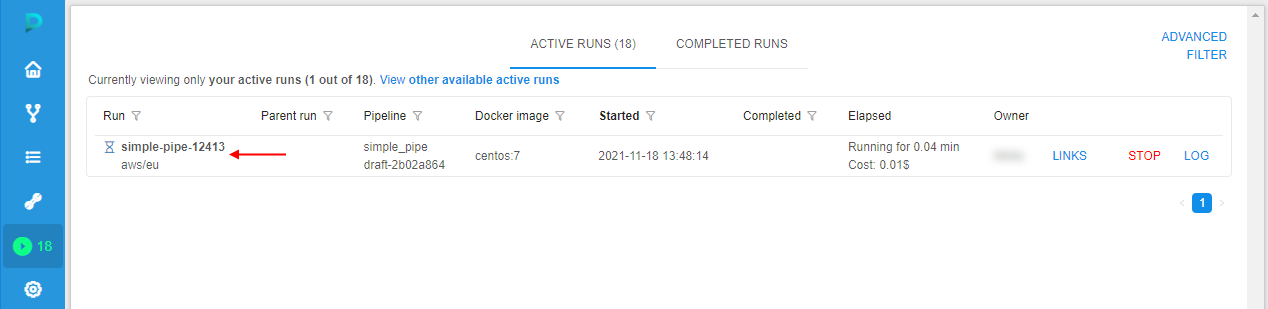 ACTIVE RUNS (18) COMPLETED RUNS
ADVANCED
FILTER
Currently viewing only your active runs (1 out of 18). View other available active runs
Run Parent run Pipeline Docker image Started Completed Elapsed Owner
simple-pipe-12413 simple_pipe centos:7 2021-11-18 13:48:14 Running for 0.04 min LINKS STOP LOG
aws/eu draft-2b02a864 Cost: 0.01$
1
18